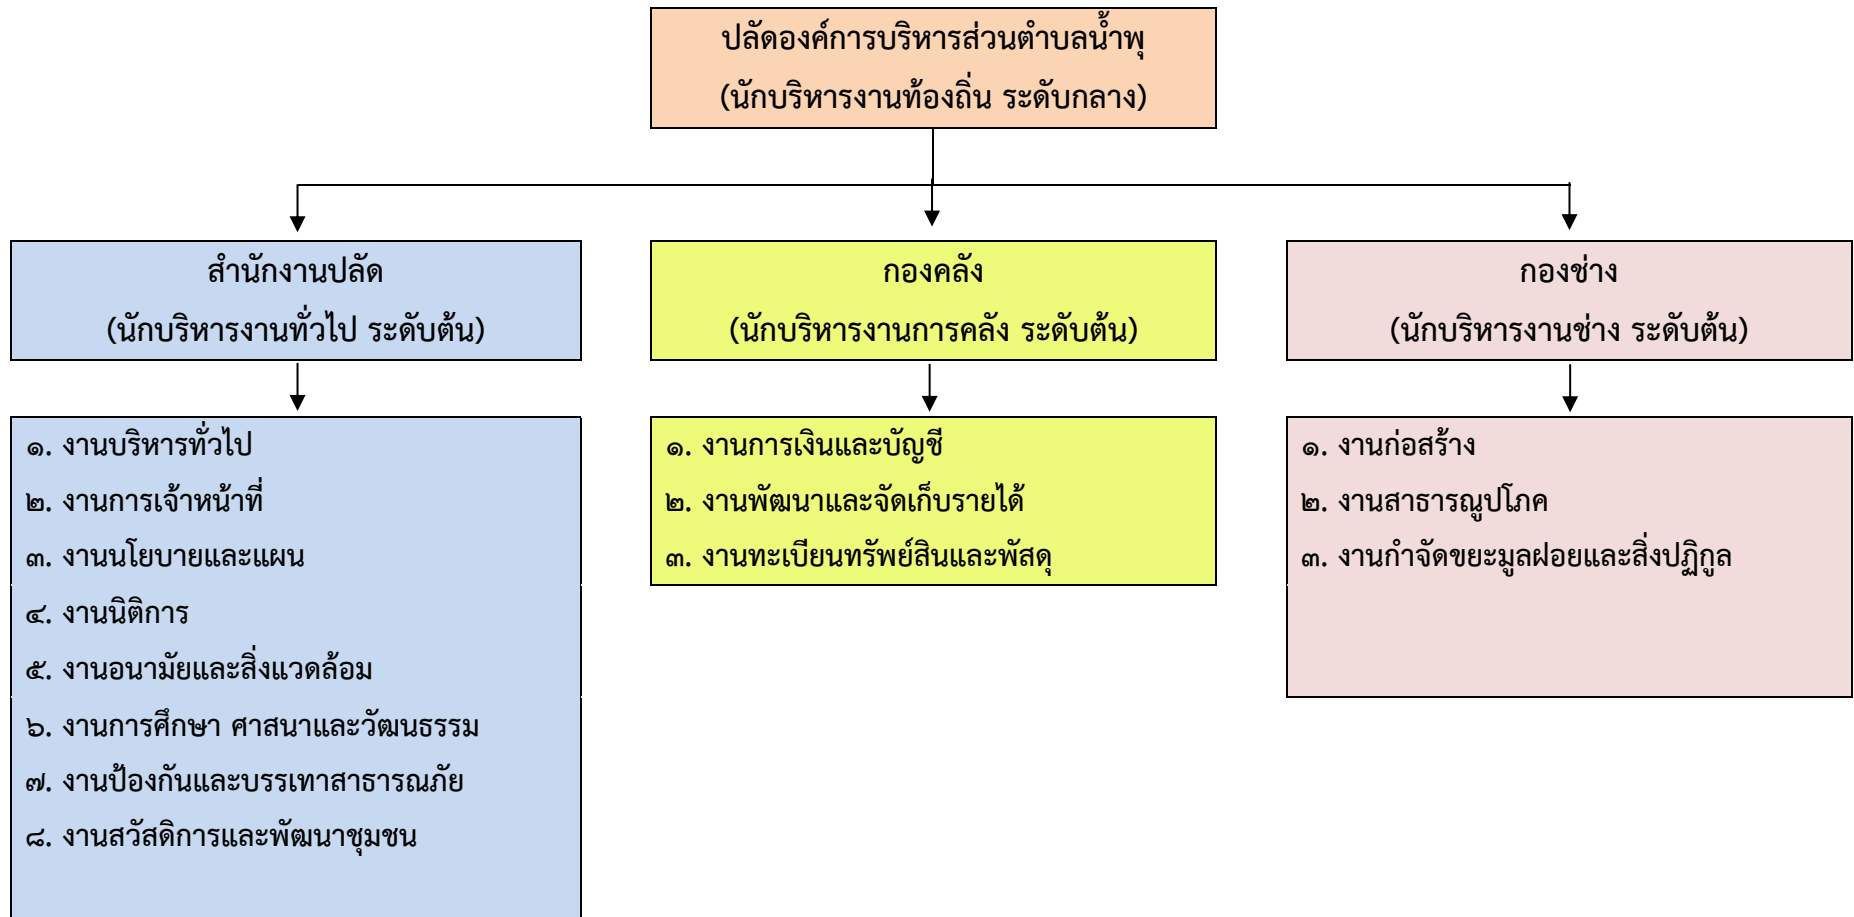 ปลัดองค์การบริหารส่วนตำบลน้ำพุ
(นักบริหารงานท้องถิ่น ระดับกลาง)
สำนักงานปลัด
(นักบริหารงานทั่วไป ระดับต้น)
กองคลัง
(นักบริหารงานการคลัง ระดับต้น)
กองช่าง
(นักบริหารงานช่าง ระดับต้น)
๑. งานบริหารทั่วไป
๒. งานการเจ้าหน้าที่
๓. งานนโยบายและแผน
๔. งานนิติการ
๕. งานอนามัยและสิ่งแวดล้อม
๖. งานการศึกษา ศาสนาและวัฒนธรรม
๗. งานป้องกันและบรรเทาสาธารณภัย
๘. งานสวัสดิการและพัฒนาชุมชน
๑. งานการเงินและบัญชี
๒. งานพัฒนาและจัดเก็บรายได้
๓. งานทะเบียนทรัพย์สินและพัสดุ
๑. งานก่อสร้าง
๒. งานสาธารณูปโภค
๓. งานกำจัดขยะมูลฝอยและสิ่งปฏิกูล